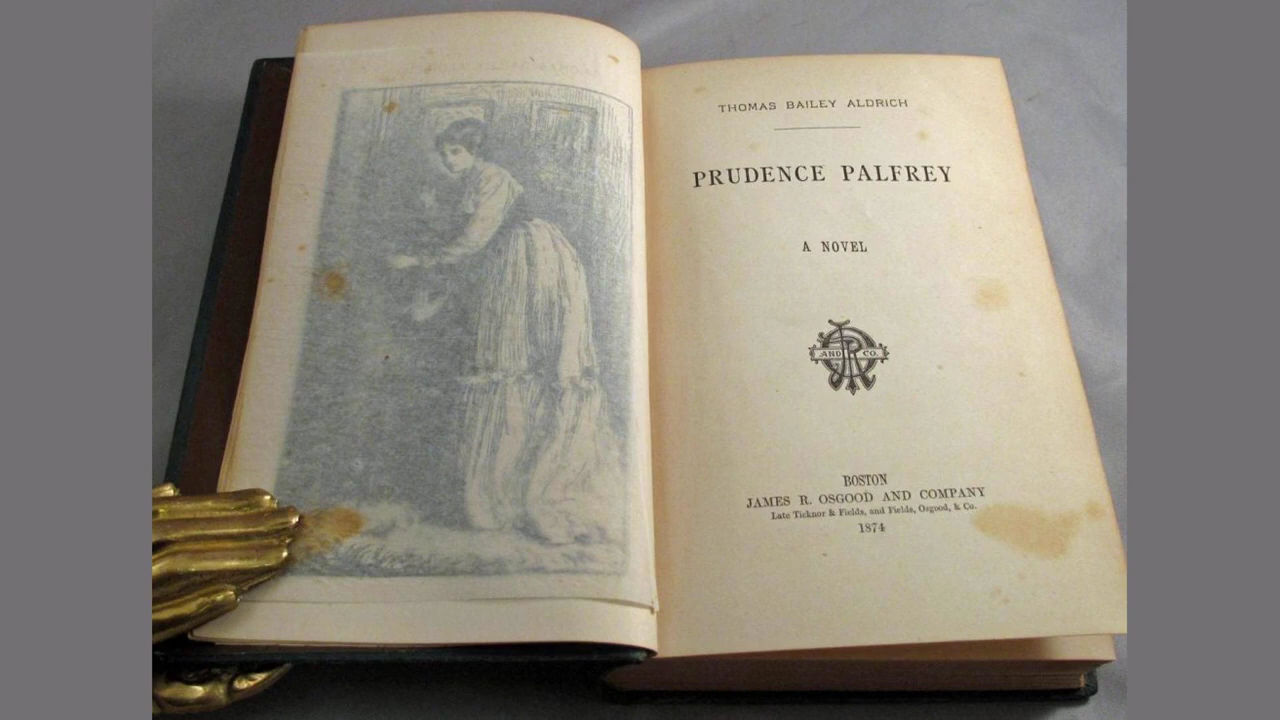 THOMAS BAILEY ALDRICH
PRUDENCE PALFREY
A NOVEL
AND CO.
BOSTON
JAMES R. OSGOOD AND COMPANY
Late Ticknor & Fields, and Fields, Osgood, & Co.
1874